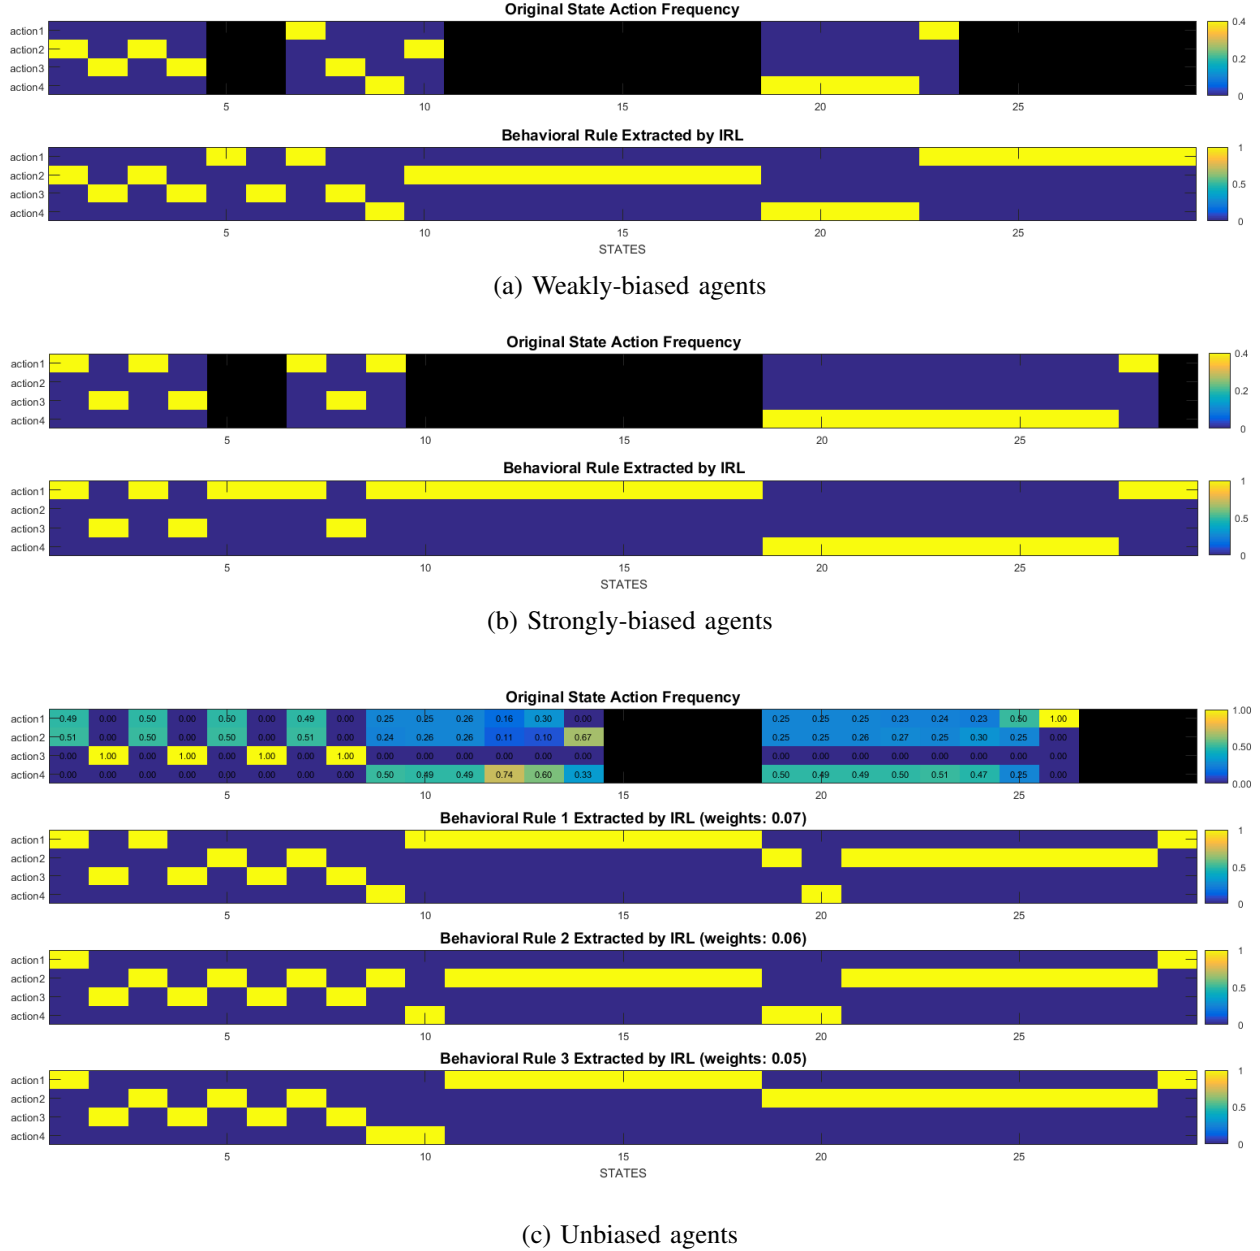 Original State Action Frequency
action1
action2
action3
action4
0.4
0.2
0
5 10 15 20 25
Behavioral Rule Extracted by IRL
action1
action2
action3
action4
1
0.5
0
5 10 15 20 25
STATES
(a) Weakly-biased agents
Original State Action Frequency
action1
action2
action3
action4
0.4
0.2
0
5 10 15 20 25
Behavioral Rule Extracted by IRL
action1
action2
action3
action4
1
0.5
0
5 10 15 20 25
STATES
(b) Strongly-biased agents
Original State Action Frequency
action1 0.49 0.00 0.50 0.00 0.50 0.00 0.49 0.00 0.25 0.25 0.26 0.16 0.30 0.00 0.25 0.25 0.25 0.23 0.24 0.23 0.50 1.00
action2 0.51 0.00 0.50 0.00 0.50 0.00 0.51 0.00 0.24 0.26 0.26 0.11 0.10 0.67 0.25 0.25 0.26 0.27 0.25 0.30 0.25 0.00
action3 0.00 1.00 0.00 1.00 0.00 1.00 0.00 1.00 0.00 0.00 0.00 0.00 0.00 0.00 0.00 0.00 0.00 0.00 0.00 0.00 0.00 0.00
action4 0.00 0.00 0.00 0.00 0.00 0.00 0.00 0.00 0.50 0.49 0.49 0.74 0.60 0.33 0.50 0.49 0.49 0.50 0.51 0.47 0.25 0.00
1.00
0.50
0.00
5 10 15 20 25
Behavioral Rule 1 Extracted by IRL (weights: 0.07)
action1
action2
action3
action4
1
0.5
0
5 10 15 20 25
Behavioral Rule 2 Extracted by IRL (weights: 0.06)
action1
action2
action3
action4
1
0.5
0
5 10 15 20 25
Behavioral Rule 3 Extracted by IRL (weights: 0.05)
action1
action2
action3
action4
1
0.5
0
5 10 15 20 25
STATES
(c) Unbiased agents